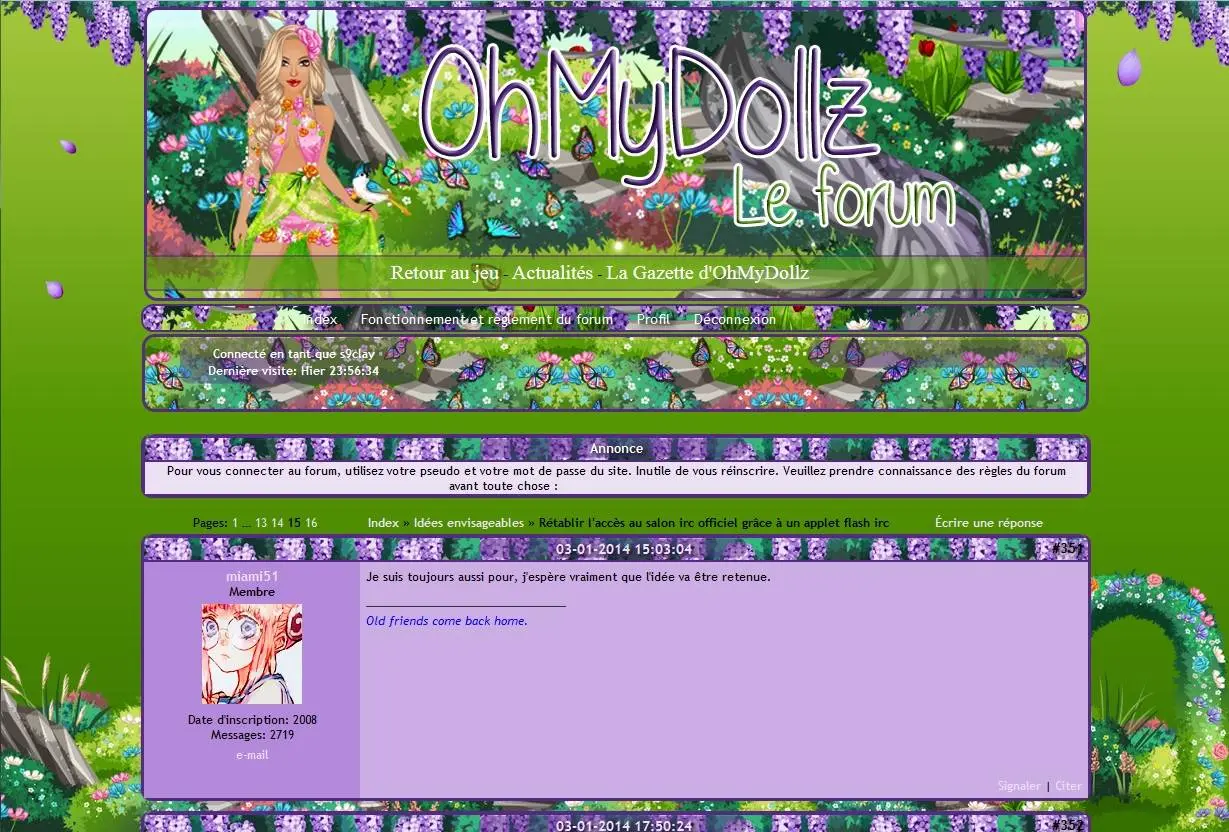 OhMyDollz
Le forum
Retour au jeu - Actualités - La Gazette d'OhMyDollz
Index Fonctionnement et règlement du forum Profil Déconnexion
Connecté en tant que s9clay
Dernière visite: Hier 23:56:34
Annonce
Pour vous connecter au forum, utilisez votre pseudo et votre mot de passe du site. Inutile de vous réinscrire. Veuillez prendre connaissance des règles du forum
avant toute chose :
Pages: 1 … 13 14 15 16 Index » Idées envisageables » Rétablir l'accès au salon irc officiel grâce à un applet flash irc Écrire une réponse
03-01-2014 15:03:04 #351
miami51
Membre
Date d'inscription: 2008
Messages: 2719
e-mail
Je suis toujours aussi pour, j'espère vraiment que l'idée va être retenue.
Old friends come back home.
Signaler | Citer
03-01-2014 17:50:24 #352